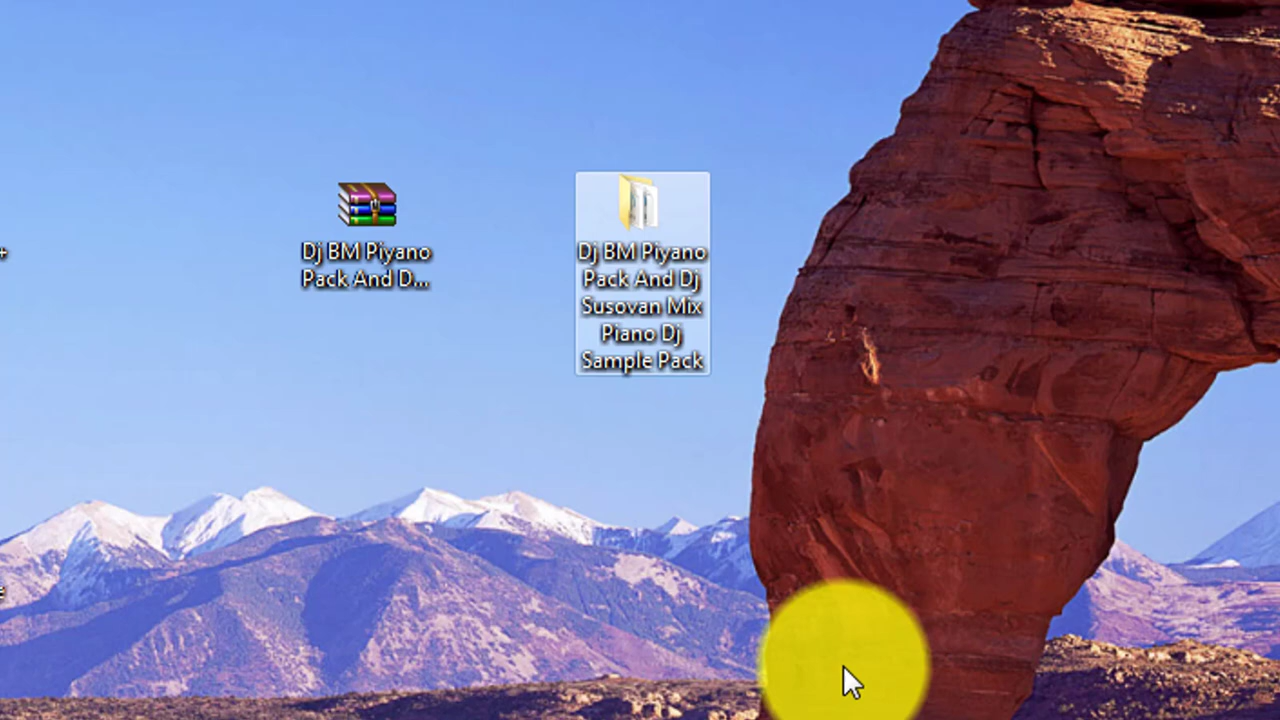 Dj BM Piyano
Pack And D...
Dj BM Piyano
Pack And Dj
Susovan Mix
Piano Dj
Sample Pack